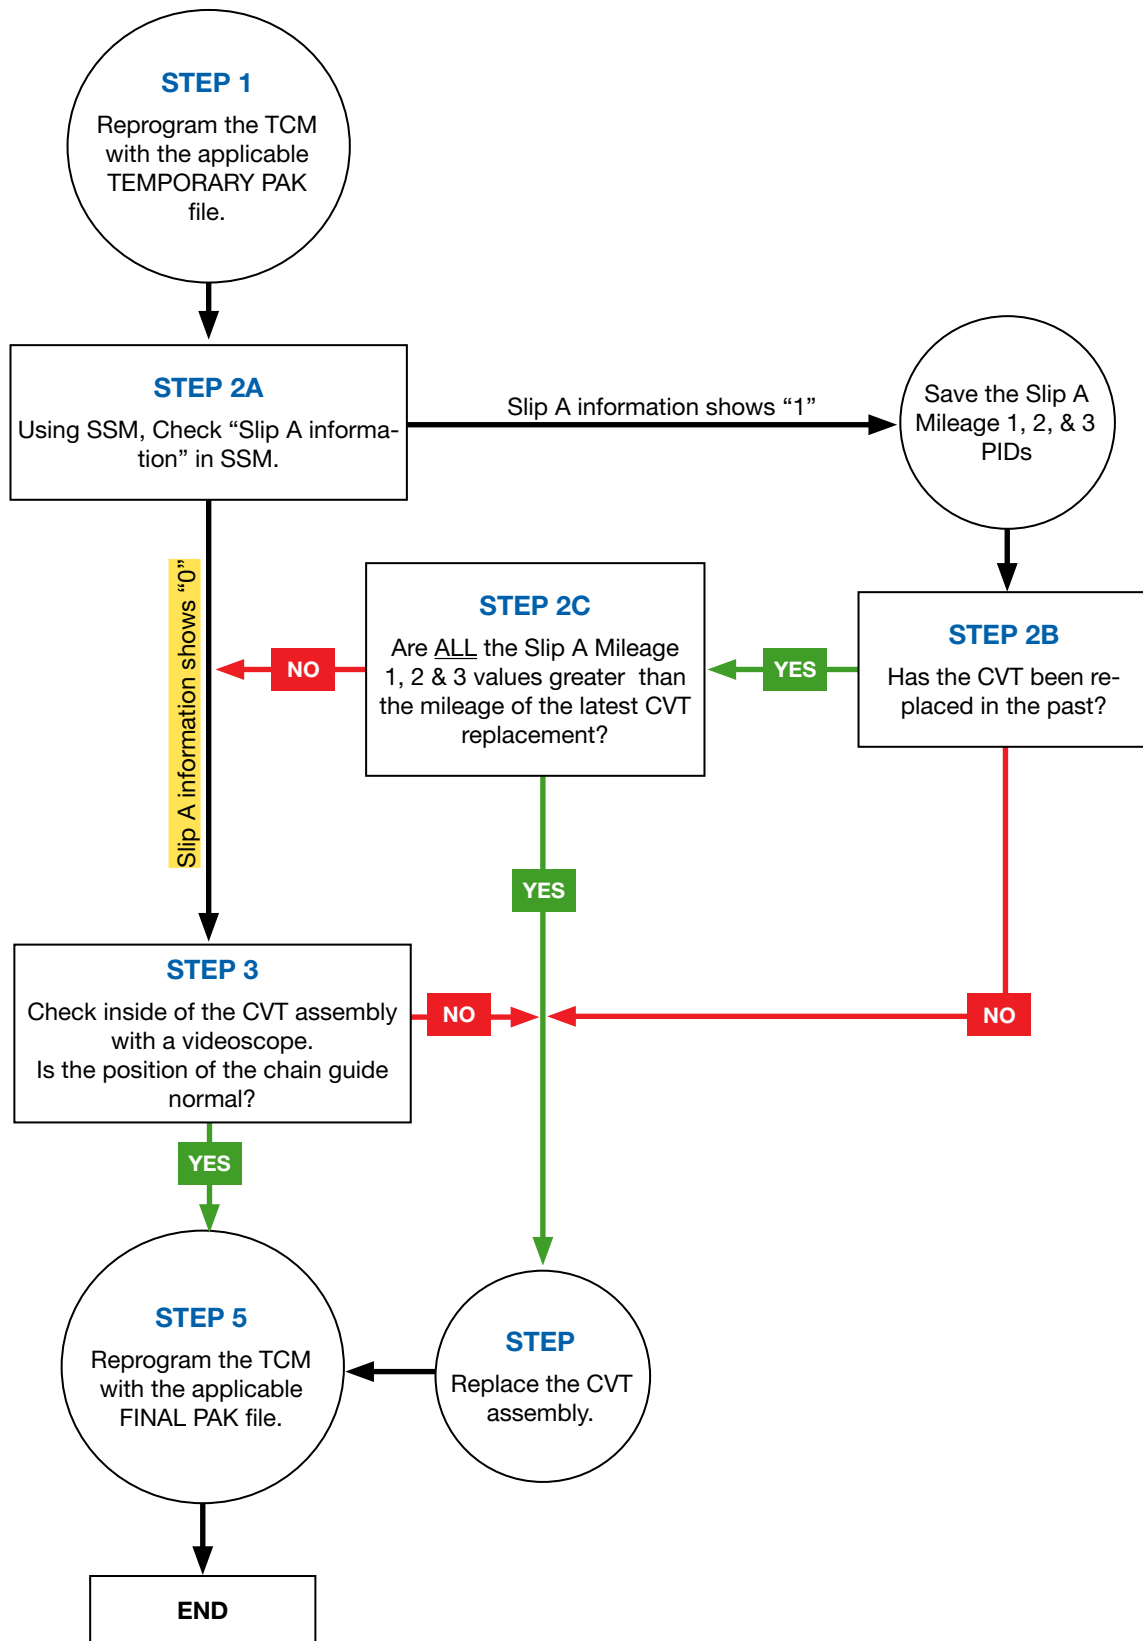 STEP 1
Reprogram the TCM
with the applicable
TEMPORARY PAK
file.
STEP 2A
Using SSM, Check “Slip A informa-
tion” in SSM.
Slip A information shows “1”
Save the Slip A
Mileage 1, 2, & 3
PIDs
Slip A information shows “0”
STEP 2B
Has the CVT been re-
placed in the past?
YES
NO
STEP 2C
Are ALL the Slip A Mileage
1, 2 & 3 values greater than
the mileage of the latest CVT
replacement?
NO
YES
STEP 3
Check inside of the CVT assembly
with a videoscope.
Is the position of the chain guide
normal?
NO
YES
STEP
Replace the CVT
assembly.
STEP 5
Reprogram the TCM
with the applicable
FINAL PAK file.
END